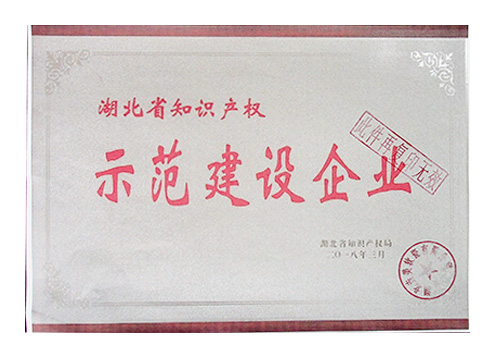 湖北省知识产权
示范建设企业
此件再复印无效
湖北省知识产权局
二〇一八年三月